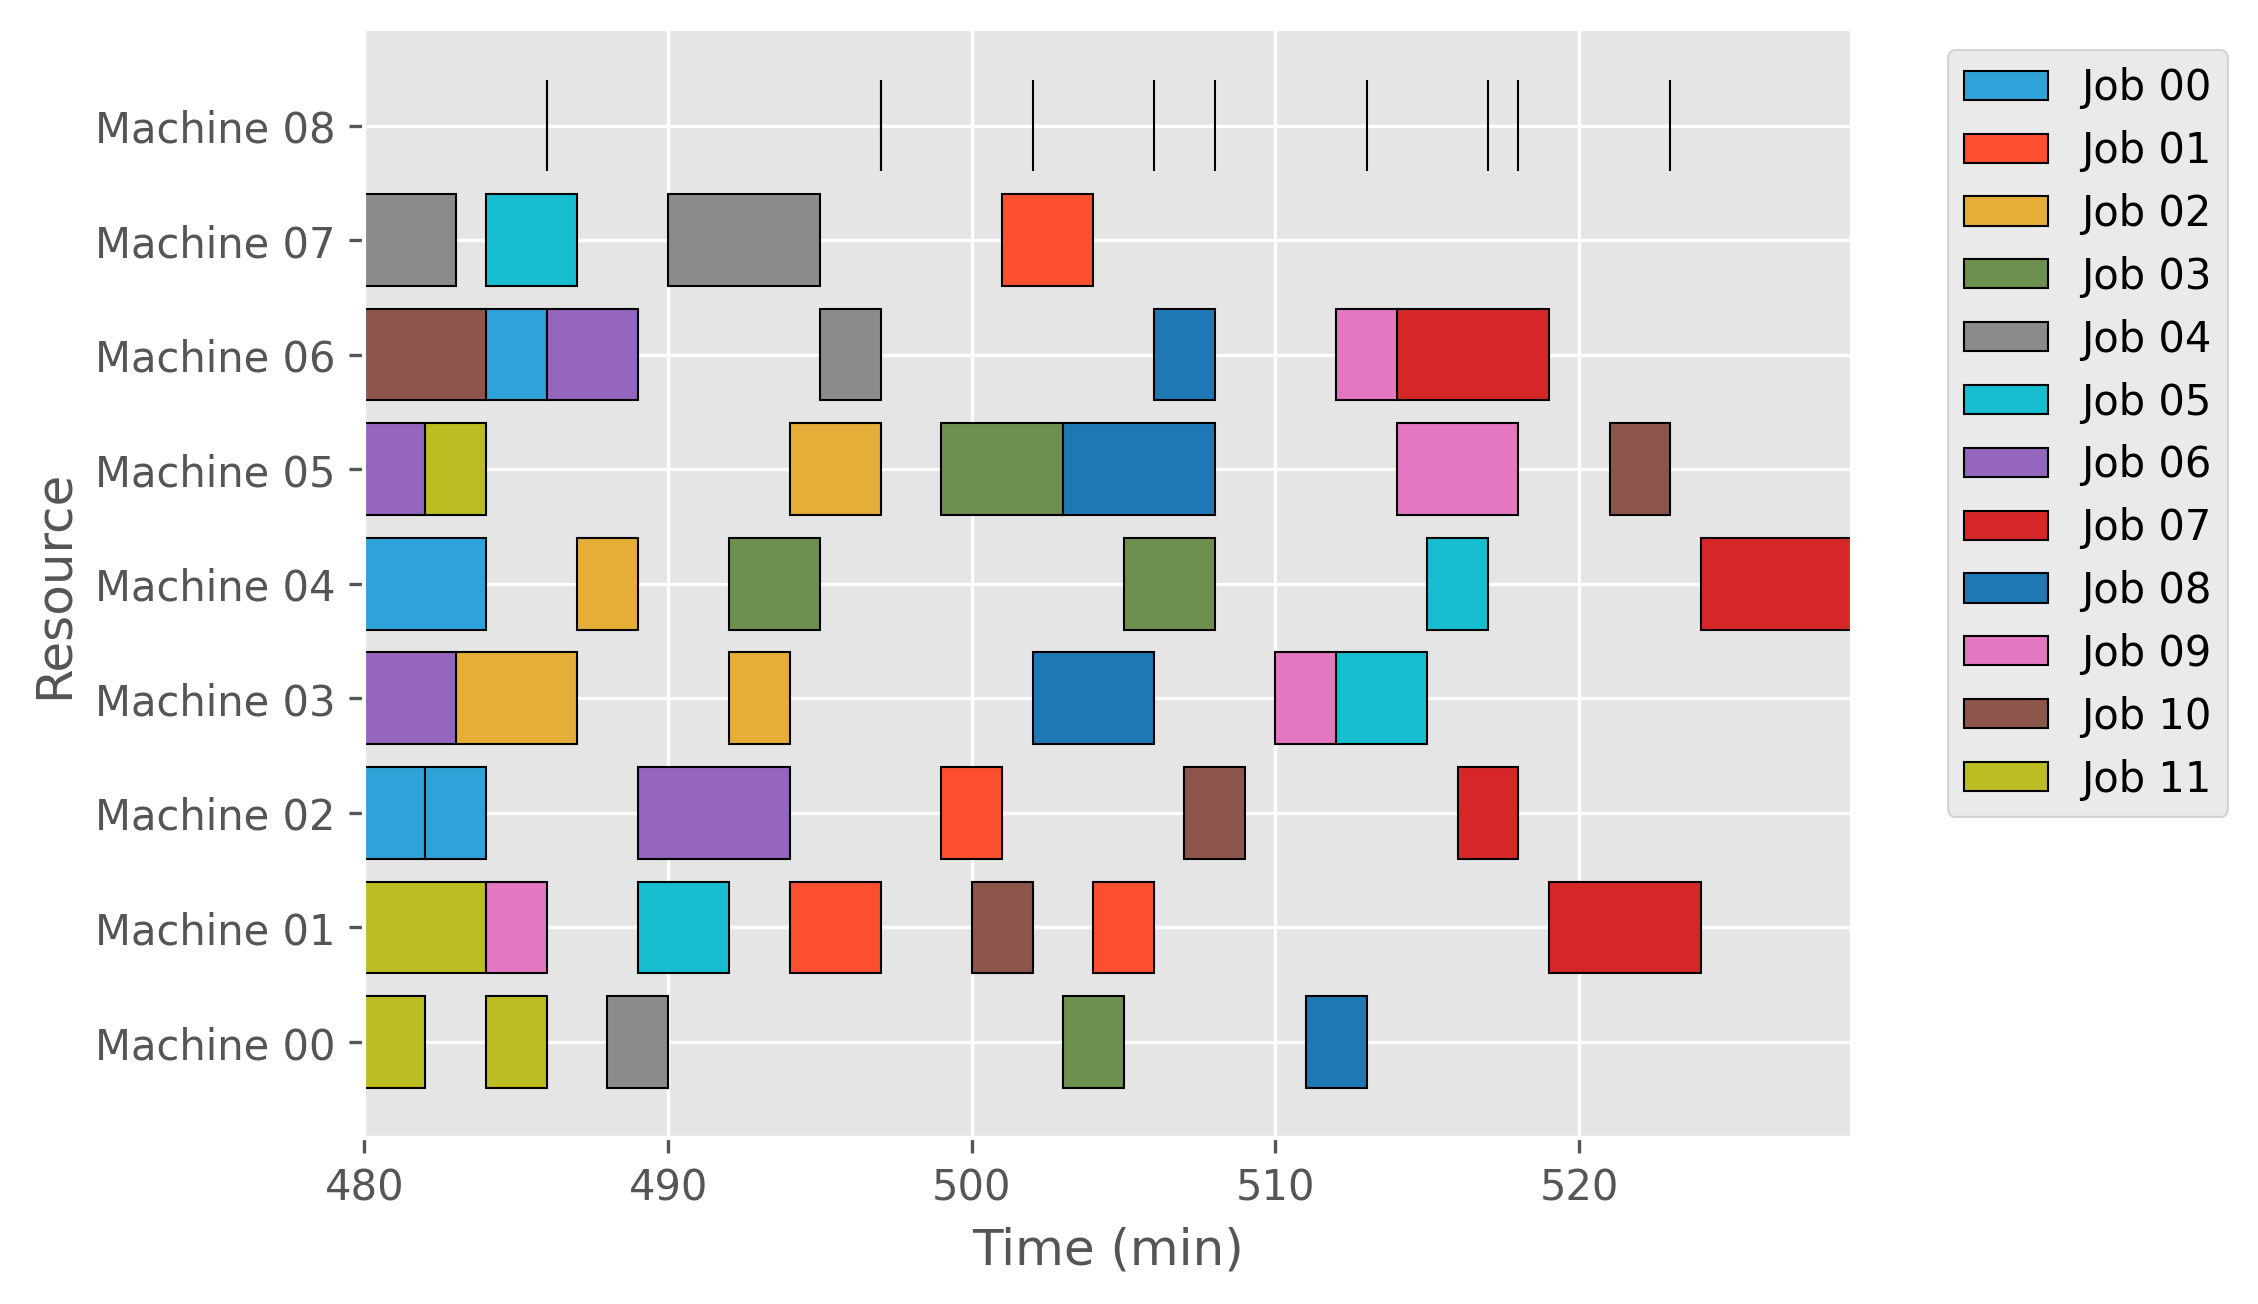 Machine 08
Machine 07
Machine 06
Machine 05
Machine 04
Machine 03
Machine 02
Machine 01
Machine 00
Resource
480 490 500 510 520
Time (min)
Job 00
Job 01
Job 02
Job 03
Job 04
Job 05
Job 06
Job 07
Job 08
Job 09
Job 10
Job 11